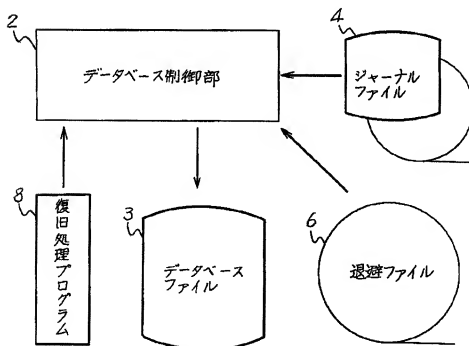 2
データベース制御部
4
ジャーナル
ファイル
8
復旧処理プログラム
3
データベース
ファイル
6
退避ファイル